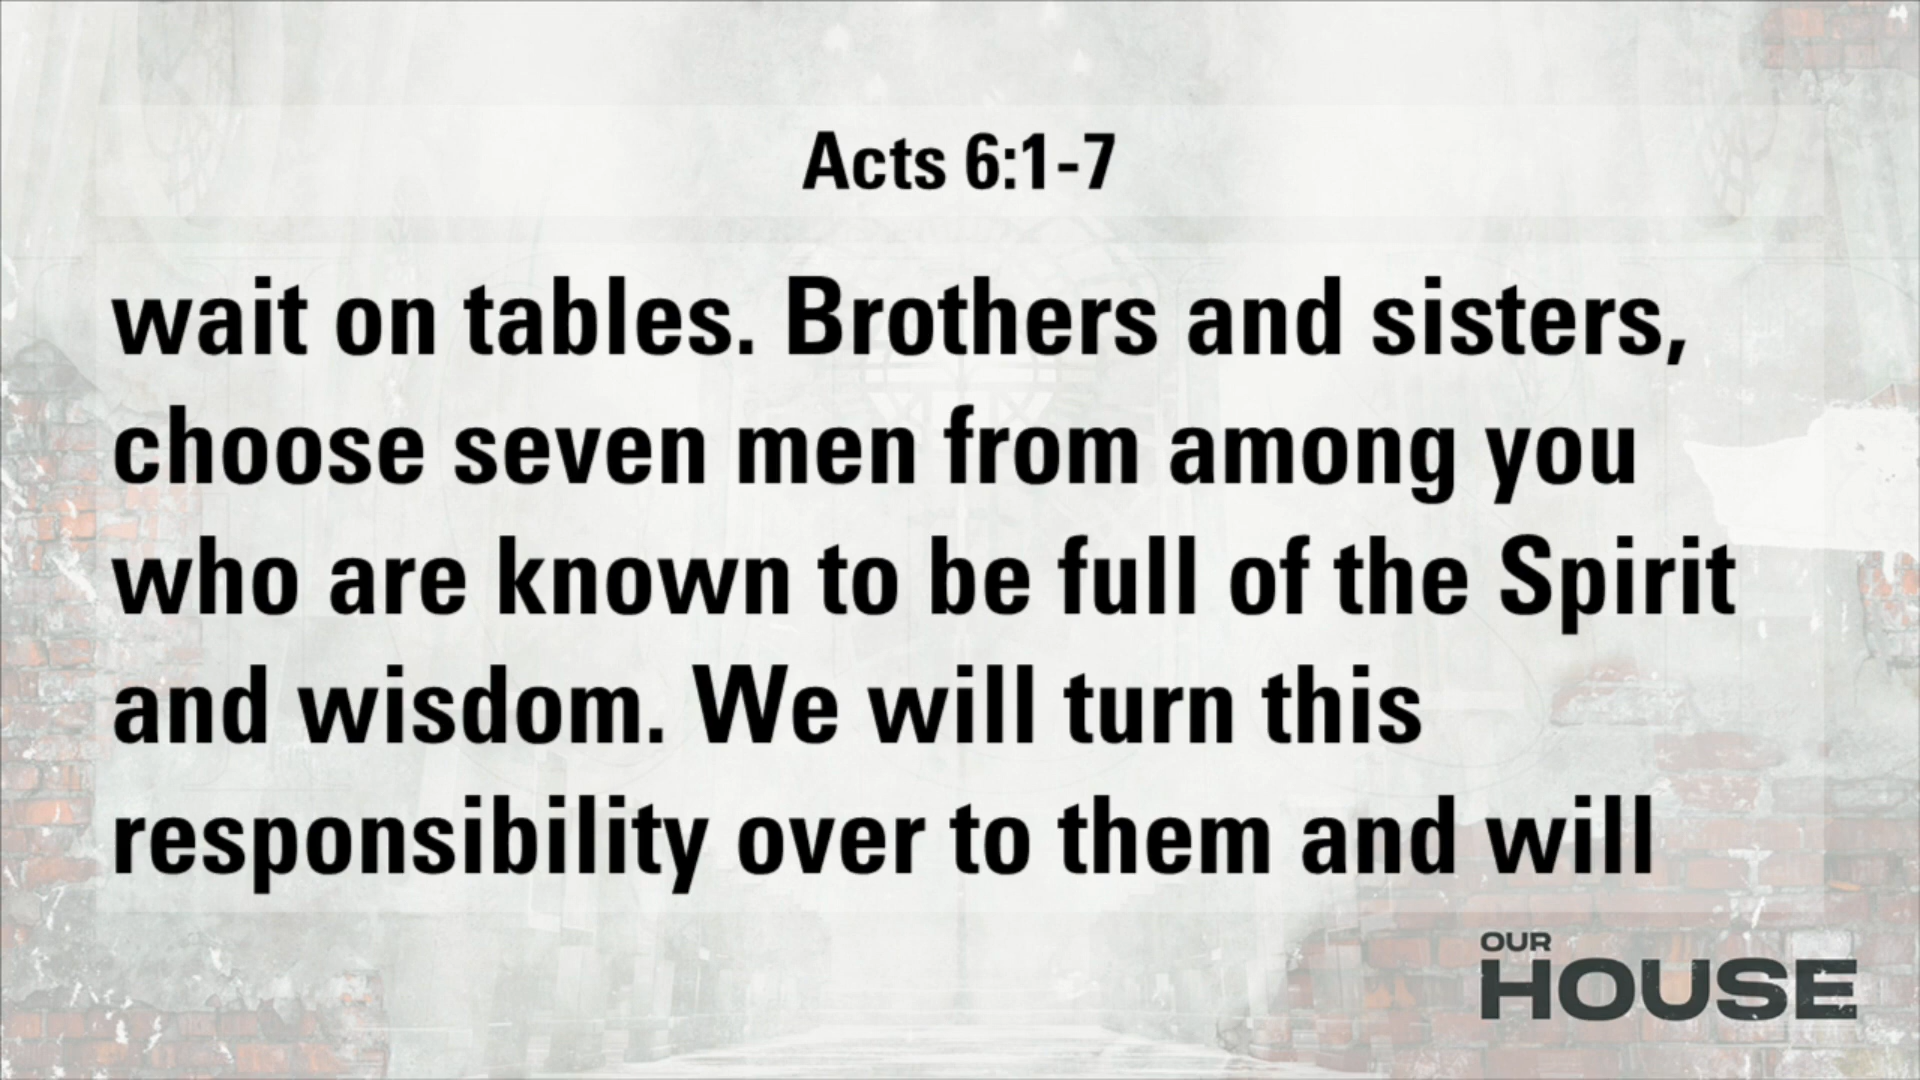 Acts 6:1-7
wait on tables. Brothers and sisters,
choose seven men from among you
who are known to be full of the Spirit
and wisdom. We will turn this
responsibility over to them and will
OUR
HOUSE